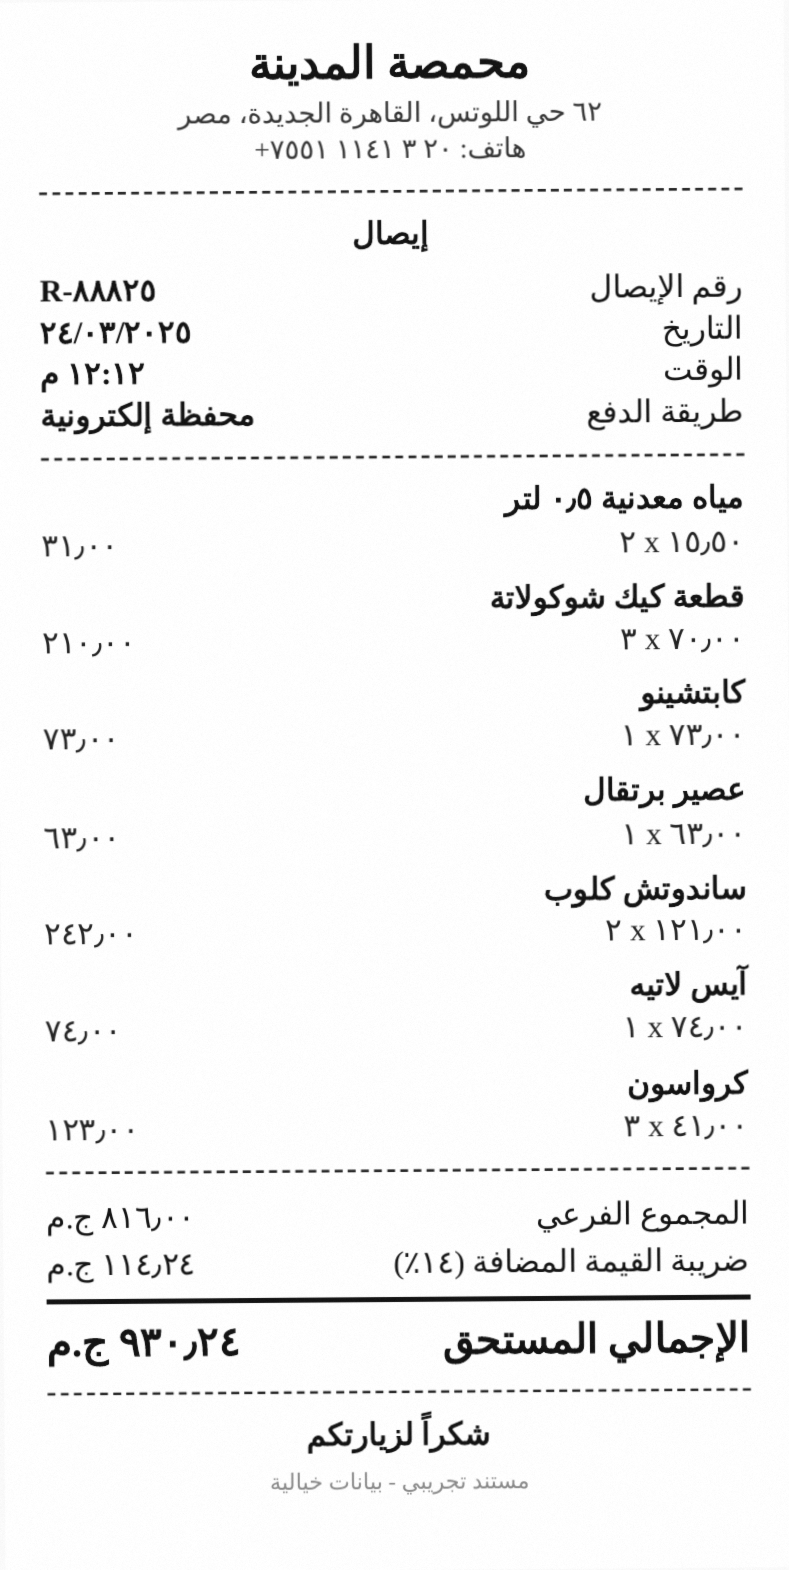 محمصة المدينة
٦٢ حي اللوتس، القاهرة الجديدة، مصر
هاتف: ٢٠ ٣ ١١٤١ ٧٥٥١+
إيصال
رقم الإيصال R-٨٨٨٢٥
التاريخ ٢٤/٠٣/٢٠٢٥
الوقت ١٢:١٢ م
طريقة الدفع محفظة إلكترونية
مياه معدنية ٠٫٥ لتر
٢ x ١٥٫٥٠ ٣١٫٠٠
قطعة كيك شوكولاتة
٣ x ٧٠٫٠٠ ٢١٠٫٠٠
كابتشينو
١ x ٧٣٫٠٠ ٧٣٫٠٠
عصير برتقال
١ x ٦٣٫٠٠ ٦٣٫٠٠
ساندوتش كلوب
٢ x ١٢١٫٠٠ ٢٤٢٫٠٠
آيس لاتيه
١ x ٧٤٫٠٠ ٧٤٫٠٠
كرواسون
٣ x ٤١٫٠٠ ١٢٣٫٠٠
المجموع الفرعي ٨١٦٫٠٠ ج.م
ضريبة القيمة المضافة (١٤٪) ١١٤٫٢٤ ج.م
الإجمالي المستحق ٩٣٠٫٢٤ ج.م
شكراً لزيارتكم
مستند تجريبي - بيانات خيالية